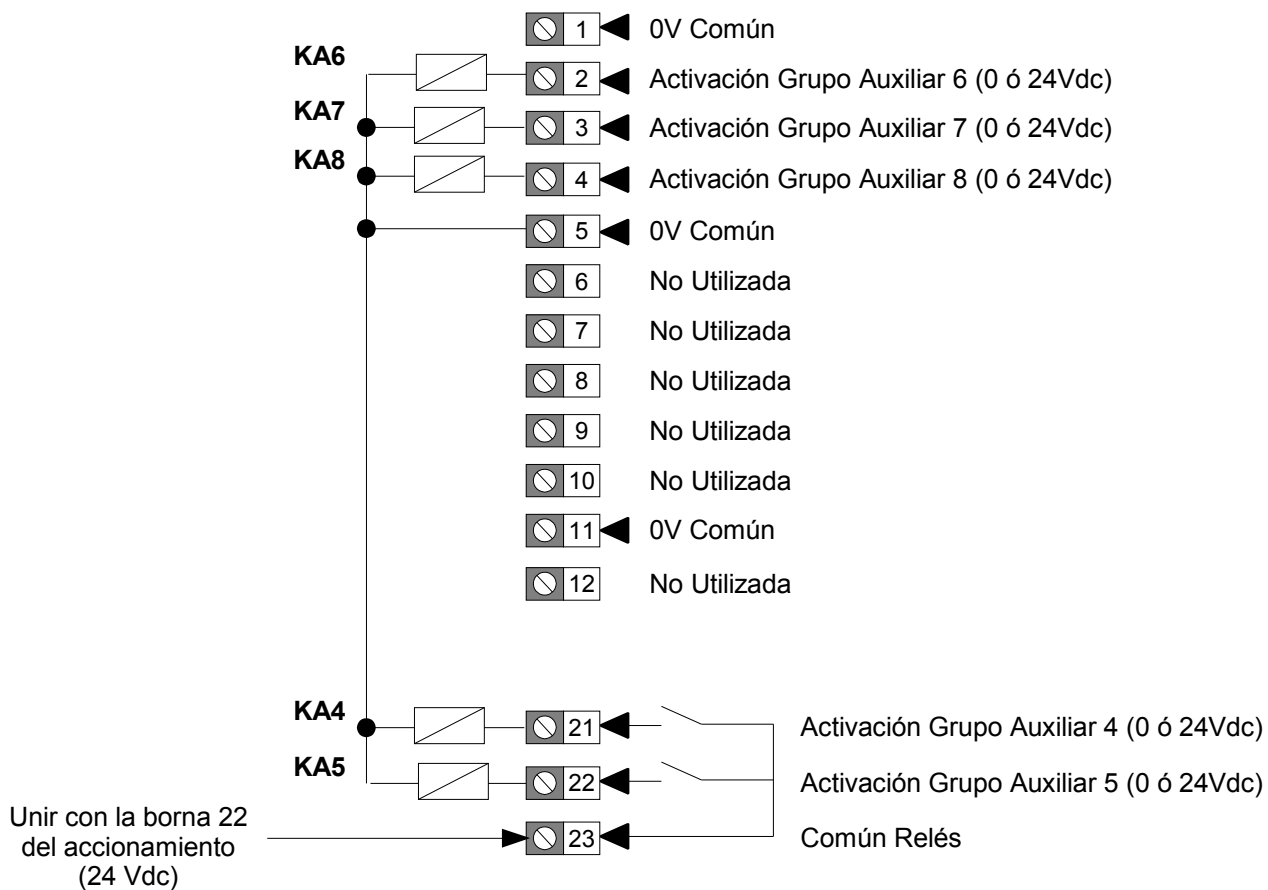 1 0V Común
KA6 2 Activación Grupo Auxiliar 6 (0 ó 24Vdc)
KA7 3 Activación Grupo Auxiliar 7 (0 ó 24Vdc)
KA8 4 Activación Grupo Auxiliar 8 (0 ó 24Vdc)
5 0V Común
6 No Utilizada
7 No Utilizada
8 No Utilizada
9 No Utilizada
10 No Utilizada
11 0V Común
12 No Utilizada
KA4 21 Activación Grupo Auxiliar 4 (0 ó 24Vdc)
KA5 22 Activación Grupo Auxiliar 5 (0 ó 24Vdc)
23 Común Relés
Unir con la borna 22
del accionamiento
(24 Vdc)